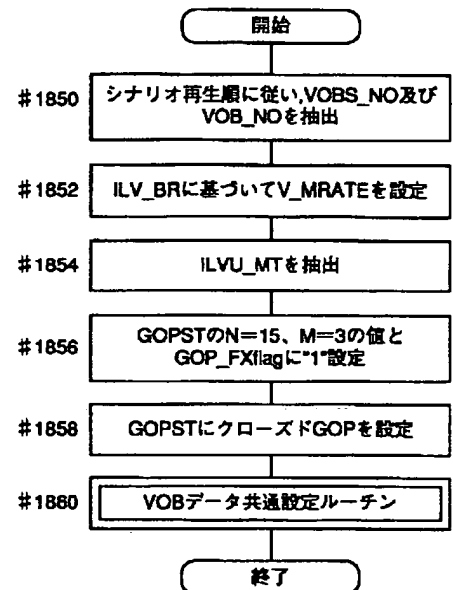 開始
#1850
シナリオ再生順に従い,VOBS_NO及び
VOB_NOを抽出
#1852
ILV_BRに基づいてV_MRATEを設定
#1854
ILVU_MTを抽出
#1856
GOPSTのN=15、M=3の値と
GOP_FXflagに"1"設定
#1858
GOPSTにクローズドGOPを設定
#1860
VOBデータ共通設定ルーチン
終了